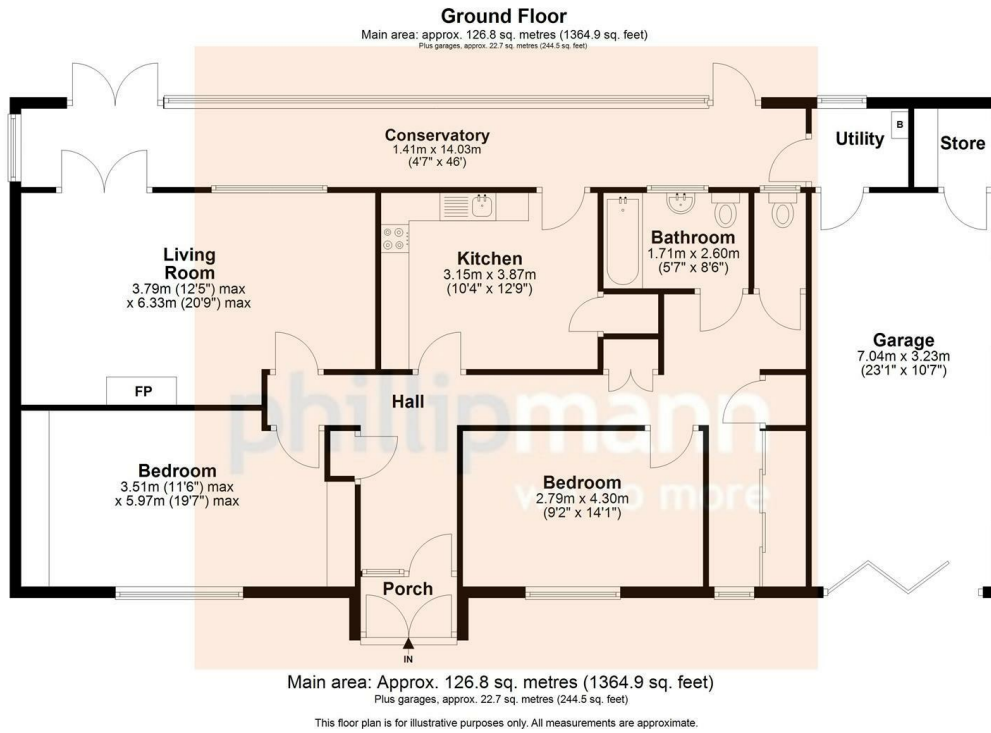 Ground Floor
Main area: approx. 126.8 sq. metres (1364.9 sq. feet)
Plus garages, approx. 22.7 sq. metres (244.5 sq. feet)
Conservatory
1.41m x 14.03m
(4'7" x 46')
Utility
B
Store
Living
Room
3.79m (12'5") max
x 6.33m (20'9") max
Kitchen
3.15m x 3.87m
(10'4" x 12'9")
Bathroom
1.71m x 2.60m
(5'7" x 8'6")
Garage
7.04m x 3.23m
(23'1" x 10'7")
FP
Hall
phillipmann
more
Bedroom
3.51m (11'6") max
x 5.97m (19'7") max
Bedroom
2.79m x 4.30m
(9'2" x 14'1")
Porch
IN
Main area: Approx. 126.8 sq. metres (1364.9 sq. feet)
Plus garages, approx. 22.7 sq. metres (244.5 sq. feet)
This floor plan is for illustrative purposes only. All measurements are approximate.